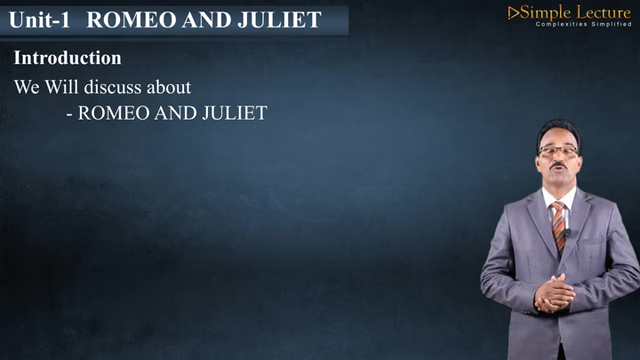 Unit-1 ROMEO AND JULIET
Simple Lecture
Complexities Simplified
Introduction
We Will discuss about
- ROMEO AND JULIET